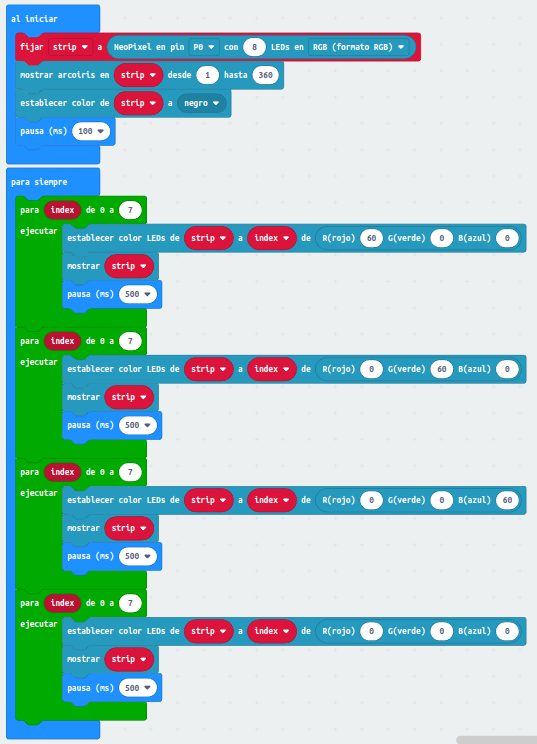 al iniciar
fijar strip a NeoPixel en pin P0 con 8 LEDs en RGB (formato RGB)
mostrar arcoiris en strip desde 1 hasta 360
establecer color de strip a negro
pausa (ms) 100
para siempre
para index de 0 a 7
ejecutar establecer color LEDs de strip a index de R(rojo) 60 G(verde) 0 B(azul) 0
mostrar strip
pausa (ms) 500
para index de 0 a 7
ejecutar establecer color LEDs de strip a index de R(rojo) 0 G(verde) 60 B(azul) 0
mostrar strip
pausa (ms) 500
para index de 0 a 7
ejecutar establecer color LEDs de strip a index de R(rojo) 0 G(verde) 0 B(azul) 60
mostrar strip
pausa (ms) 500
para index de 0 a 7
ejecutar establecer color LEDs de strip a index de R(rojo) 0 G(verde) 0 B(azul) 0
mostrar strip
pausa (ms) 500